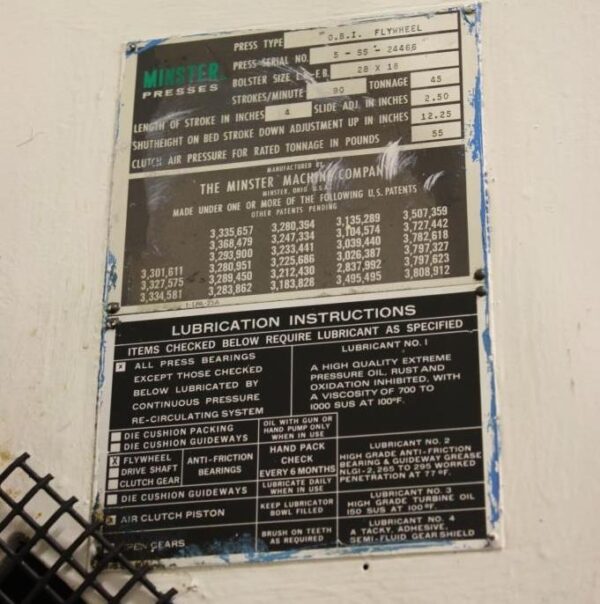 MINSTER
PRESSES
PRESS TYPE O.B.I. FLYWHEEL
PRESS SERIAL NO. 5-SS-24466
BOLSTER SIZE L.R.-F.B. 28 X 18
STROKES/MINUTE 90 TONNAGE 45
LENGTH OF STROKE IN INCHES 4 SLIDE ADJ. IN INCHES 2.50
SHUTHEIGHT ON BED STROKE DOWN ADJUSTMENT UP IN INCHES 12.25
CLUTCH AIR PRESSURE FOR RATED TONNAGE IN POUNDS 55
MANUFACTURED BY
THE MINSTER MACHINE COMPANY
MINSTER, OHIO U.S.A.
MADE UNDER ONE OR MORE OF THE FOLLOWING U.S. PATENTS
OTHER PATENTS PENDING
3,335,657 3,280,394 3,135,289 3,507,359
3,368,479 3,247,334 3,104,574 3,727,442
3,293,900 3,233,441 3,039,440 3,782,618
3,301,611 3,280,951 3,225,686 3,026,387 3,797,327
3,327,575 3,289,450 3,212,430 2,837,992 3,797,623
3,334,581 3,283,862 3,183,828 3,495,495 3,808,912
LUBRICATION INSTRUCTIONS
ITEMS CHECKED BELOW REQUIRE LUBRICANT AS SPECIFIED
X ALL PRESS BEARINGS
EXCEPT THOSE CHECKED
BELOW LUBRICATED BY
CONTINUOUS PRESSURE
RE-CIRCULATING SYSTEM
LUBRICANT NO. 1
A HIGH QUALITY EXTREME
PRESSURE OIL, RUST AND
OXIDATION INHIBITED, WITH
A VISCOSITY OF 700 TO
1000 SUS AT 100°F.
DIE CUSHION PACKING
DIE CUSHION GUIDEWAYS
OIL WITH GUN OR
HAND PUMP ONLY
WHEN IN USE
X FLYWHEEL
DRIVE SHAFT
CLUTCH GEAR
ANTI-FRICTION
BEARINGS
HAND PACK
CHECK
EVERY 6 MONTHS
LUBRICANT NO. 2
HIGH GRADE ANTI-FRICTION
BEARING & GUIDEWAY GREASE
NLGI-2, 265 TO 295 WORKED
PENETRATION AT 77°F.
DIE CUSHION GUIDEWAYS
LUBRICATE DAILY
WHEN IN USE
AIR CLUTCH PISTON
KEEP LUBRICATOR
BOWL FILLED
LUBRICANT NO. 3
HIGH GRADE TURBINE OIL
150 SUS AT 100°F.
GEARS
BRUSH ON TEETH
AS REQUIRED
LUBRICANT NO. 4
A TACKY, ADHESIVE,
SEMI-FLUID GEAR SHIELD